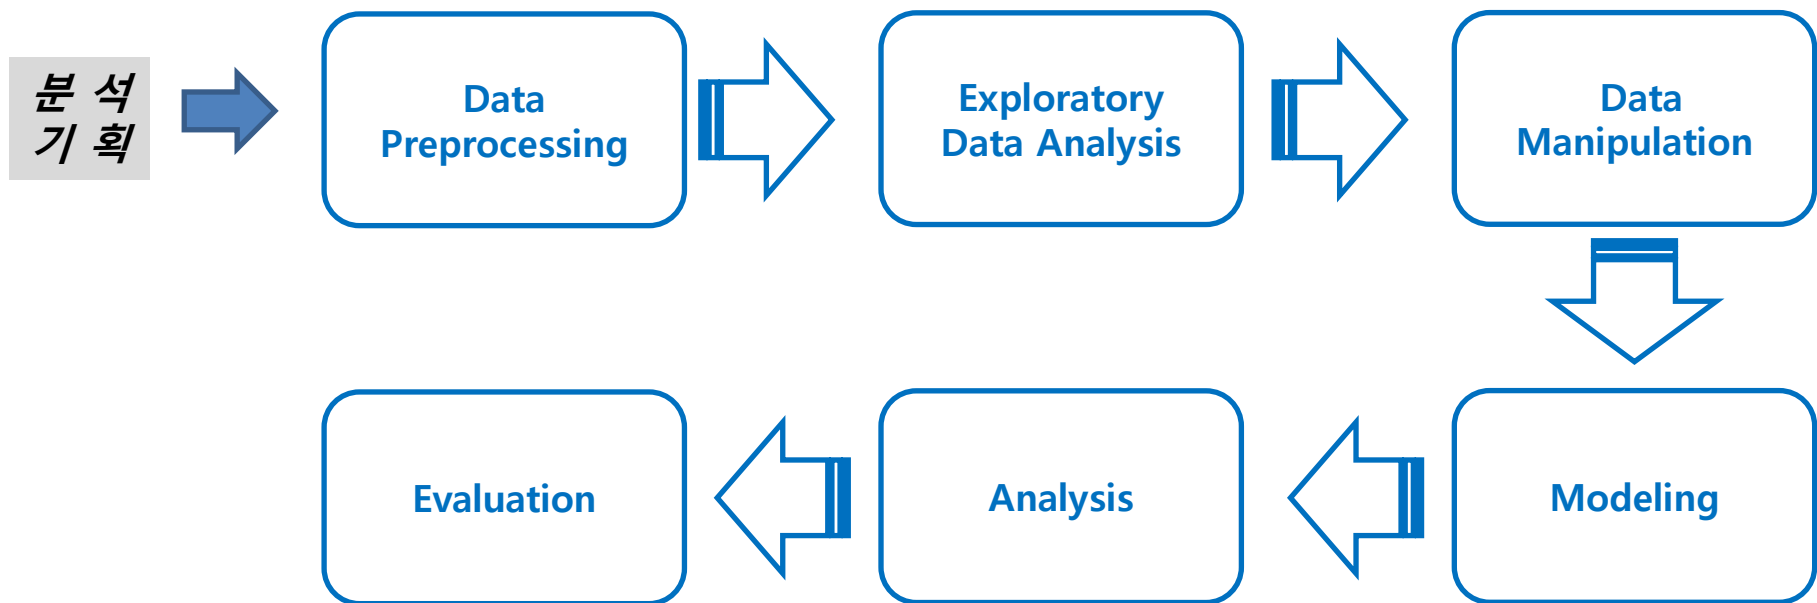 분 석
기 획
Data
Preprocessing
Exploratory
Data Analysis
Data
Manipulation
Modeling
Analysis
Evaluation